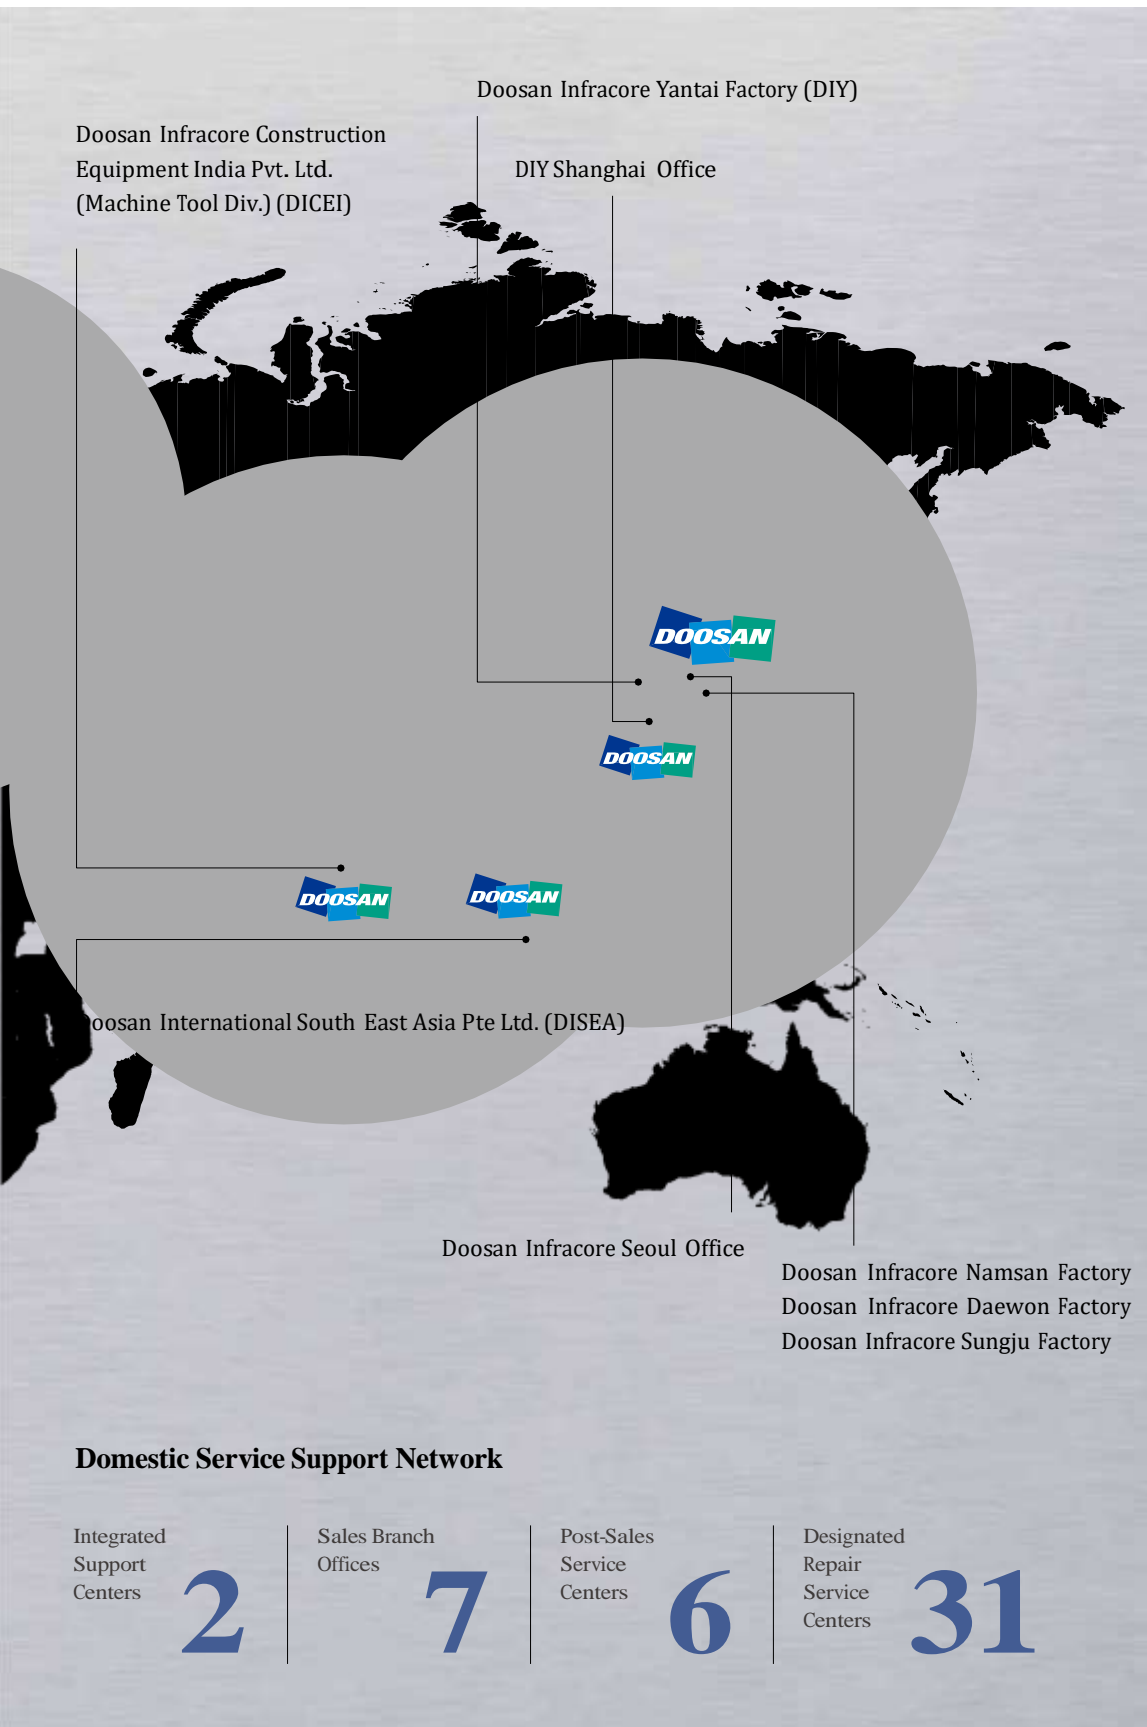 Doosan Infracore Yantai Factory (DIY)
Doosan Infracore Construction
Equipment India Pvt. Ltd.
(Machine Tool Div.) (DICEI)
DIY Shanghai Office
DOOSAN
DOOSAN
DOOSAN
DOOSAN
Doosan International South East Asia Pte Ltd. (DISEA)
Doosan Infracore Seoul Office
Doosan Infracore Namsan Factory
Doosan Infracore Daewon Factory
Doosan Infracore Sungju Factory
Domestic Service Support Network
Integrated
Support
Centers
2
Sales Branch
Offices
7
Post-Sales
Service
Centers
6
Designated
Repair
Service
Centers
31